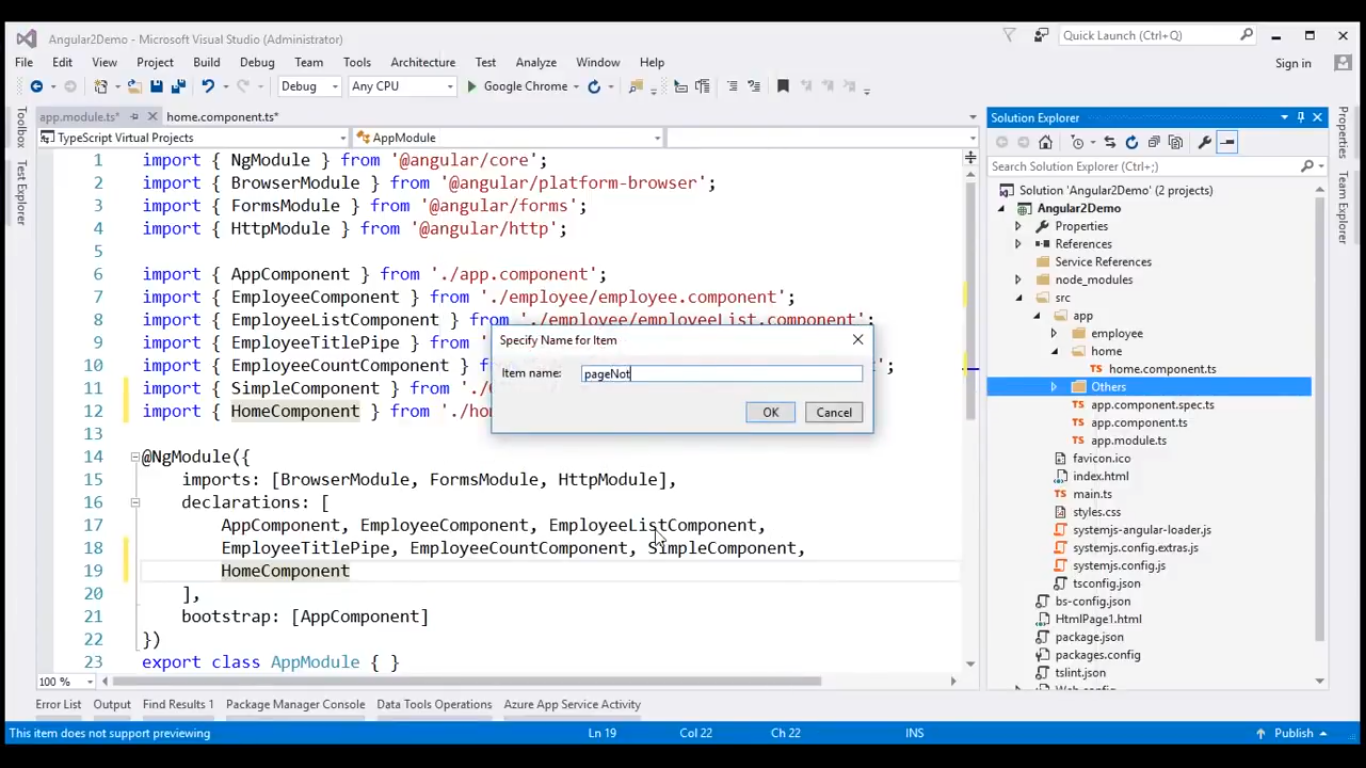 Angular2Demo - Microsoft Visual Studio (Administrator)
Quick Launch (Ctrl+Q)
File Edit View Project Build Debug Team Tools Architecture Test Analyze Window Help
Sign in
Debug Any CPU Google Chrome
Toolbox
Test Explorer
app.module.ts* home.component.ts*
TypeScript Virtual Projects AppModule
1 import { NgModule } from '@angular/core';
2 import { BrowserModule } from '@angular/platform-browser';
3 import { FormsModule } from '@angular/forms';
4 import { HttpModule } from '@angular/http';
5
6 import { AppComponent } from './app.component';
7 import { EmployeeComponent } from './employee/employee.component';
8 import { EmployeeListComponent } from './employee/employeeList.component';
9 import { EmployeeTitlePipe } from '
10 import { EmployeeCountComponent } f ';
11 import { SimpleComponent } from './
12 import { HomeComponent } from './hom
13
14 @NgModule({
15 imports: [BrowserModule, FormsModule, HttpModule],
16 declarations: [
17 AppComponent, EmployeeComponent, EmployeeListComponent,
18 EmployeeTitlePipe, EmployeeCountComponent, SimpleComponent,
19 HomeComponent
20 ],
21 bootstrap: [AppComponent]
22 })
23 export class AppModule { }
100 %
Specify Name for Item
Item name: pageNot
OK Cancel
Solution Explorer
Search Solution Explorer (Ctrl+;)
Solution 'Angular2Demo' (2 projects)
Angular2Demo
Properties
References
Service References
node_modules
src
app
employee
home
TS home.component.ts
Others
TS app.component.spec.ts
TS app.component.ts
TS app.module.ts
favicon.ico
index.html
TS main.ts
styles.css
systemjs-angular-loader.js
systemjs.config.extras.js
systemjs.config.js
tsconfig.json
bs-config.json
HtmlPage1.html
package.json
packages.config
tslint.json
Properties
Team Explorer
Error List Output Find Results 1 Package Manager Console Data Tools Operations Azure App Service Activity
This item does not support previewing Ln 19 Col 22 Ch 22 INS Publish